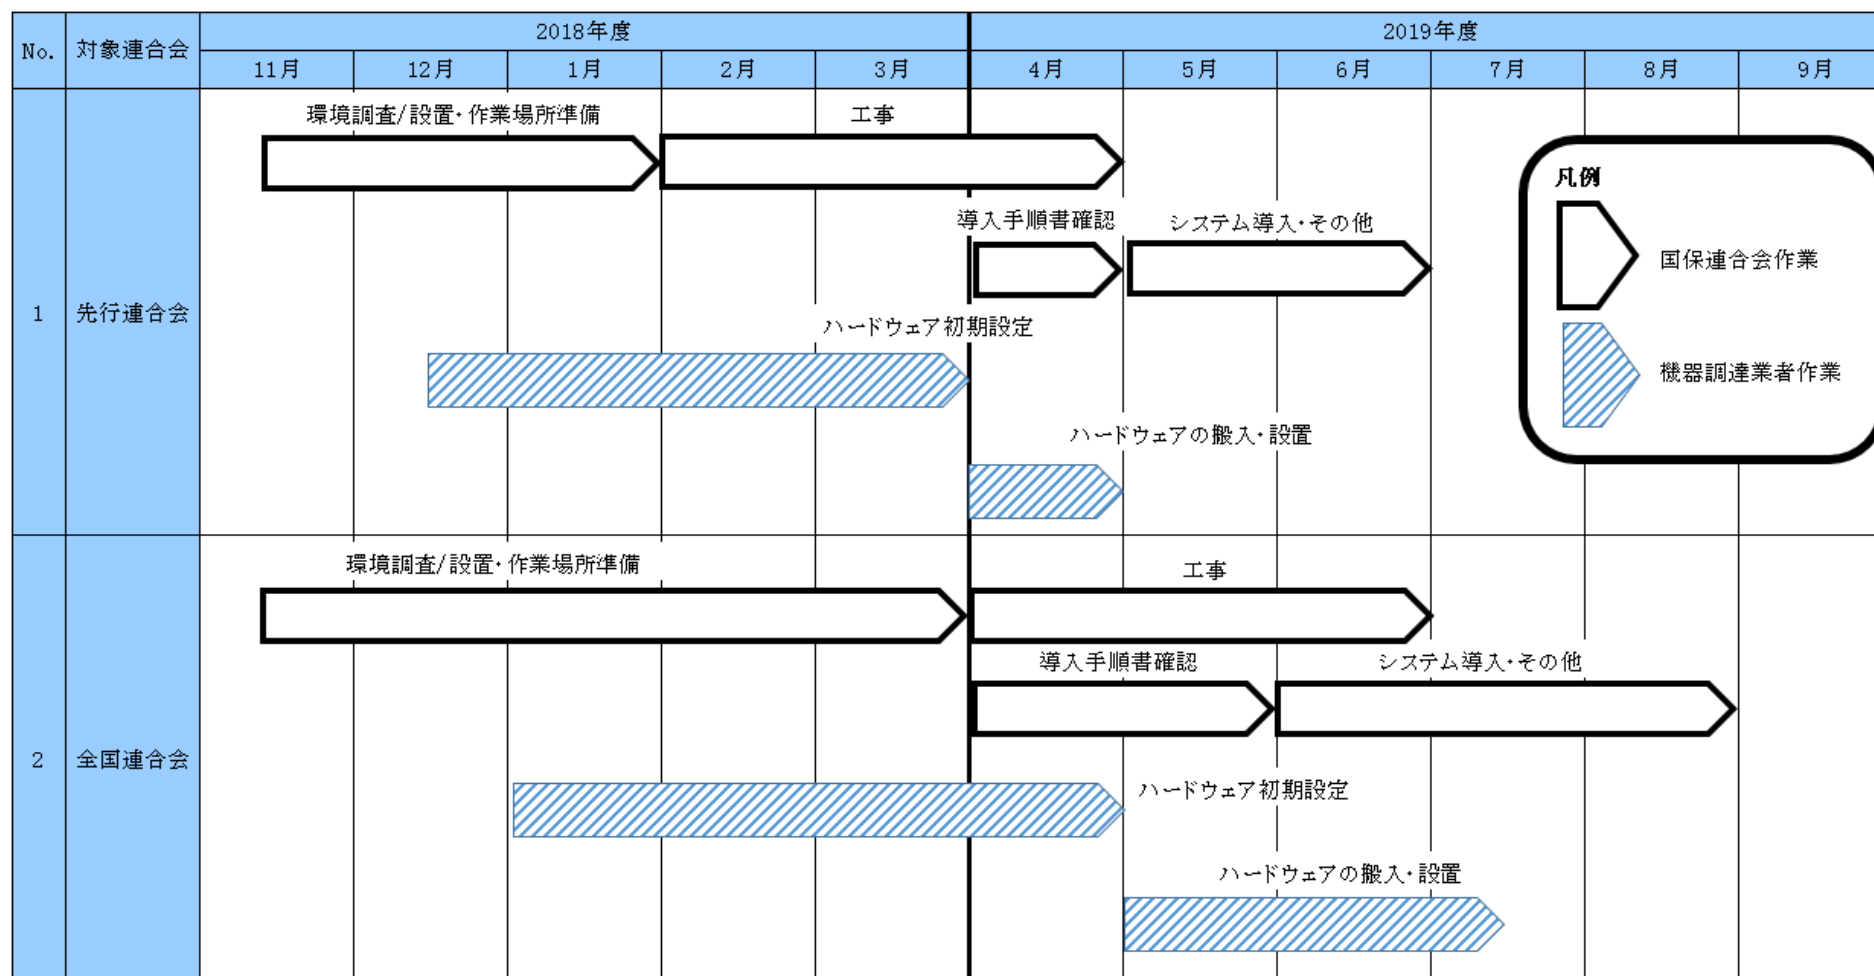 No. 対象連合会 2018年度 2019年度
11月 12月 1月 2月 3月 4月 5月 6月 7月 8月 9月
環境調査/設置・作業場所準備 工事
凡例
導入手順書確認 システム導入・その他
国保連合会作業
1 先行連合会
ハードウェア初期設定
機器調達業者作業
ハードウェアの搬入・設置
環境調査/設置・作業場所準備 工事
導入手順書確認 システム導入・その他
2 全国連合会
ハードウェア初期設定
ハードウェアの搬入・設置